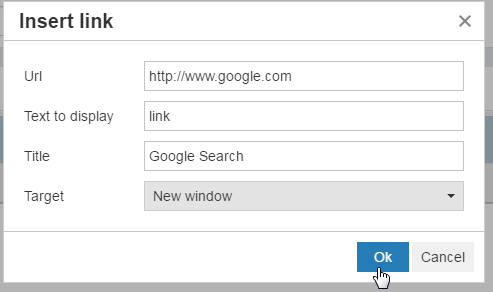 Insert link
Url http://www.google.com
Text to display link
Title Google Search
Target New window
Ok Cancel